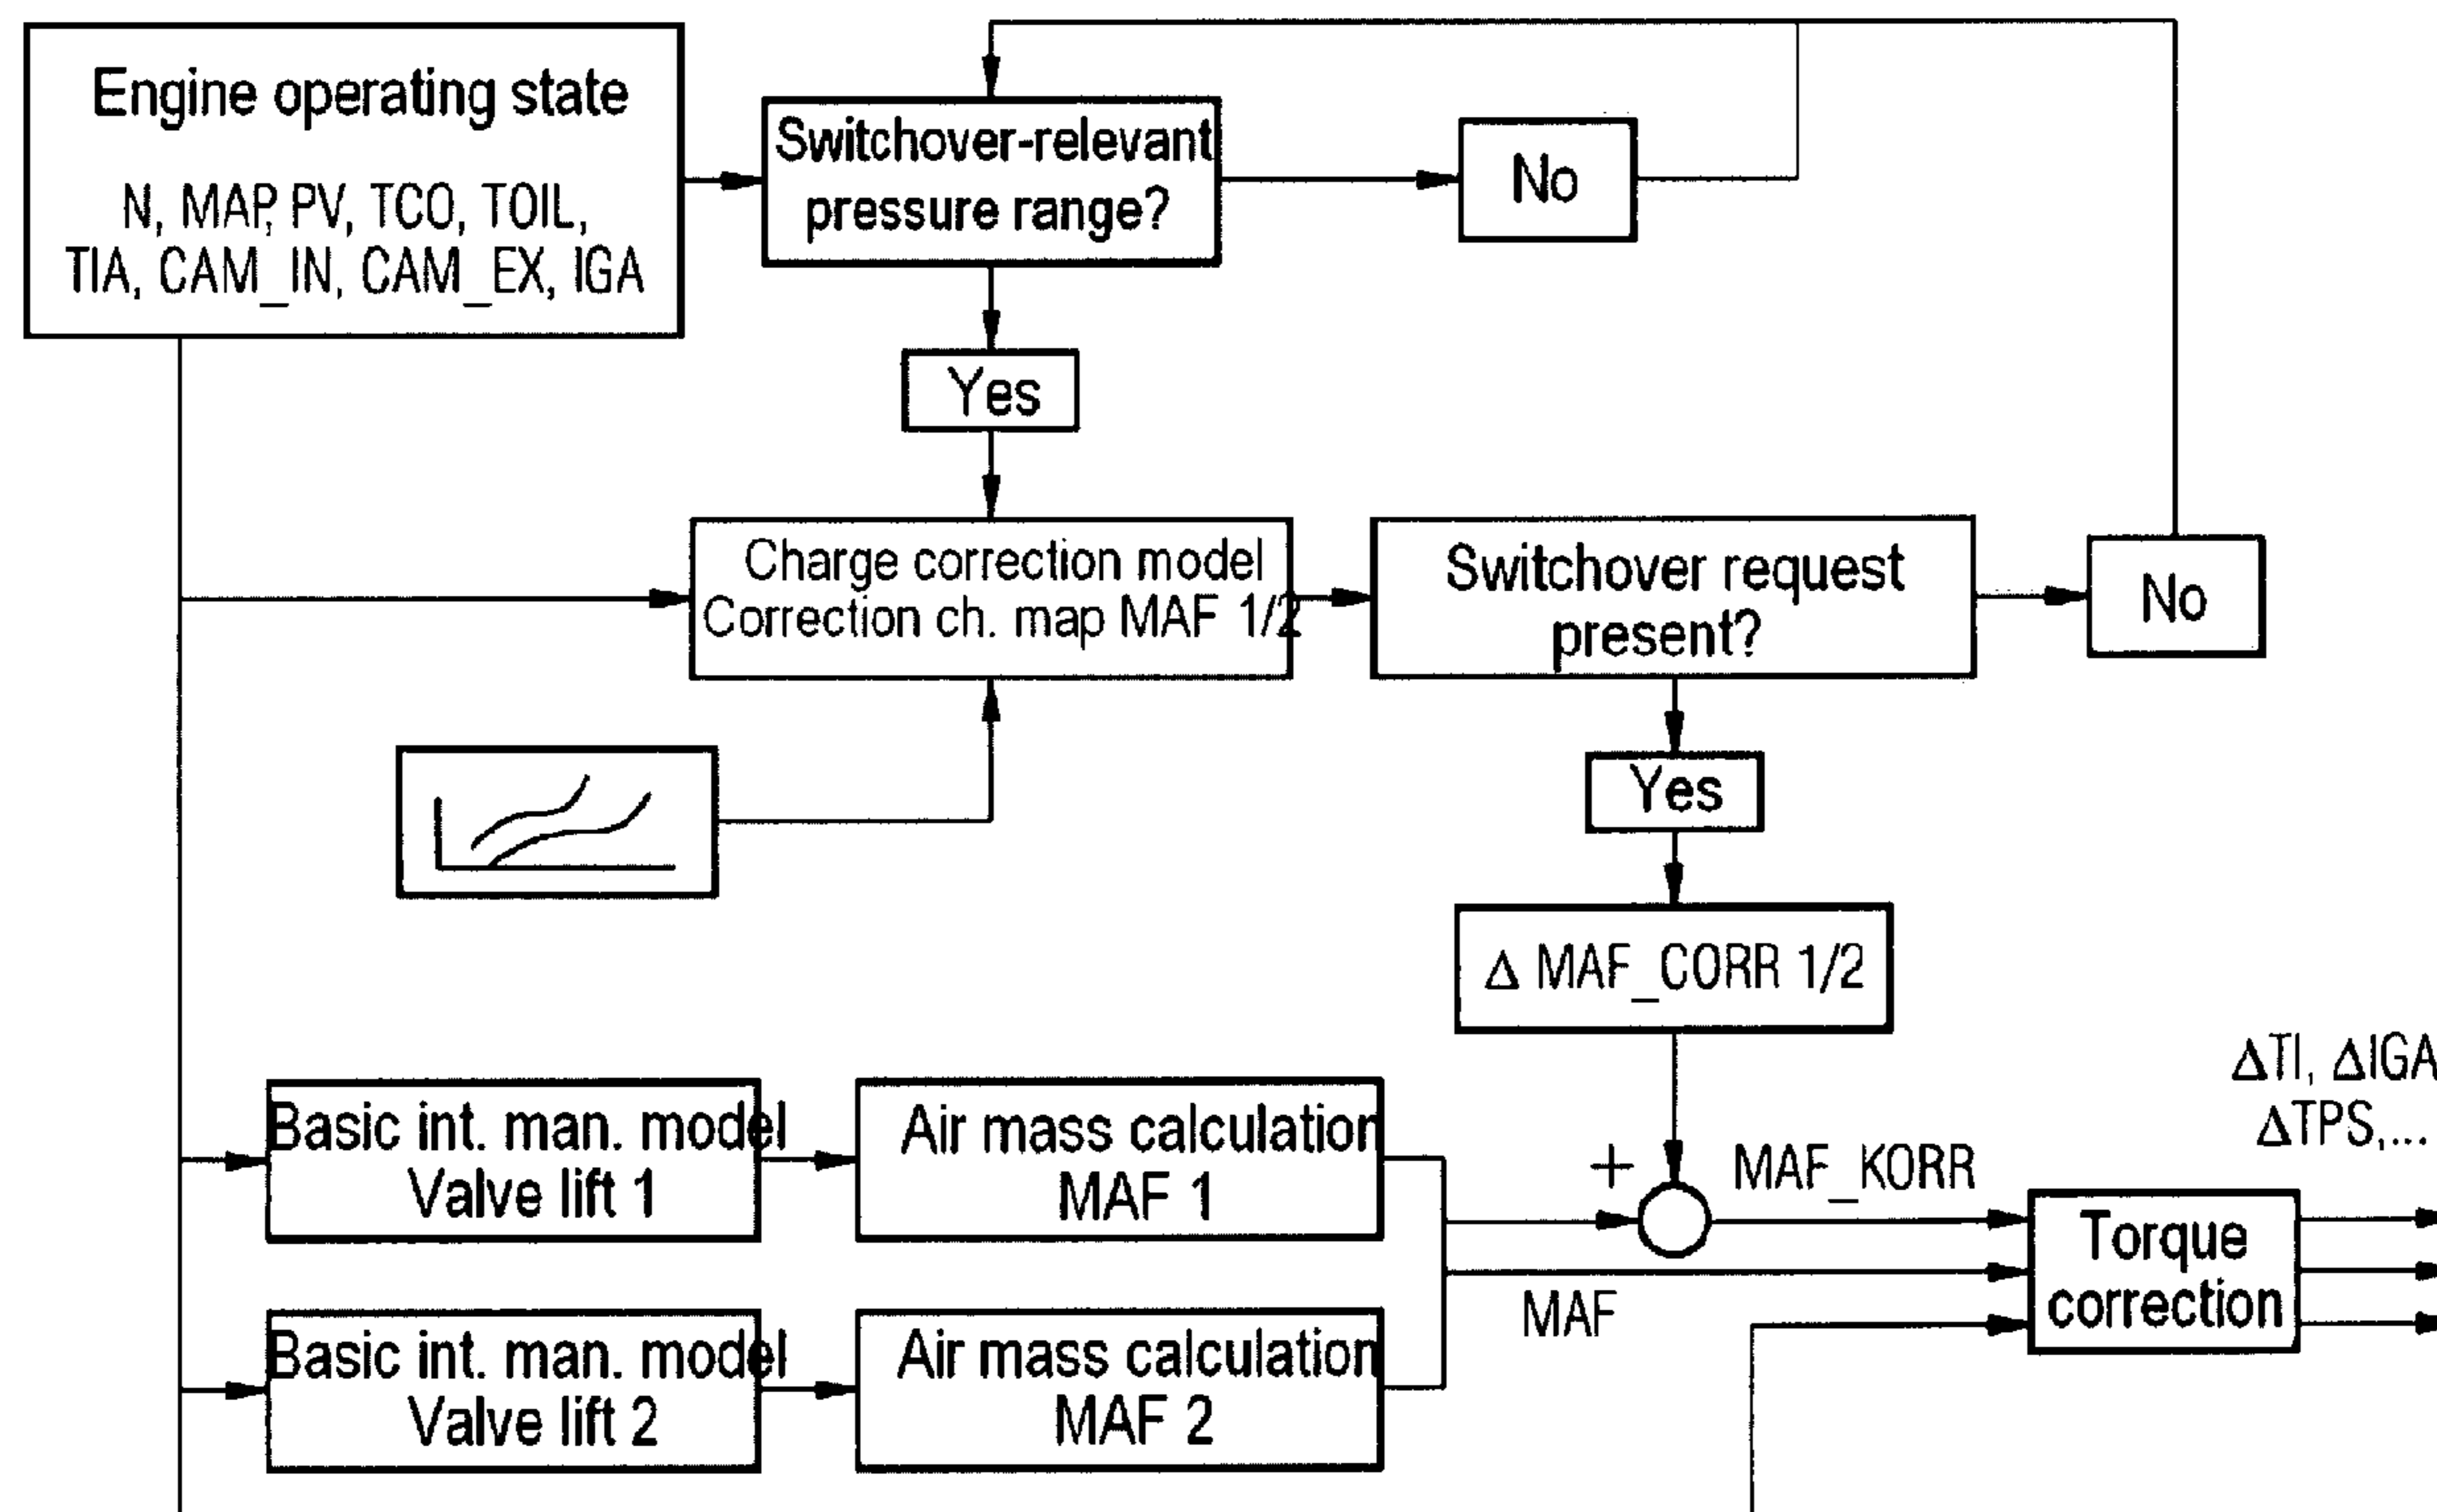 Engine operating state
N, MAP, PV, TCO, TOIL,
TIA, CAM_IN, CAM_EX, IGA
Switchover-relevant
pressure range?
No
Yes
Charge correction model
Correction ch. map MAF 1/2
Switchover request
present?
No
Yes
Δ MAF_CORR 1/2
Basic int. man. model
Valve lift 1
Air mass calculation
MAF 1
+
MAF_KORR
ΔTI, ΔIGA
ΔTPS,...
Torque
correction
MAF
Basic int. man. model
Valve lift 2
Air mass calculation
MAF 2